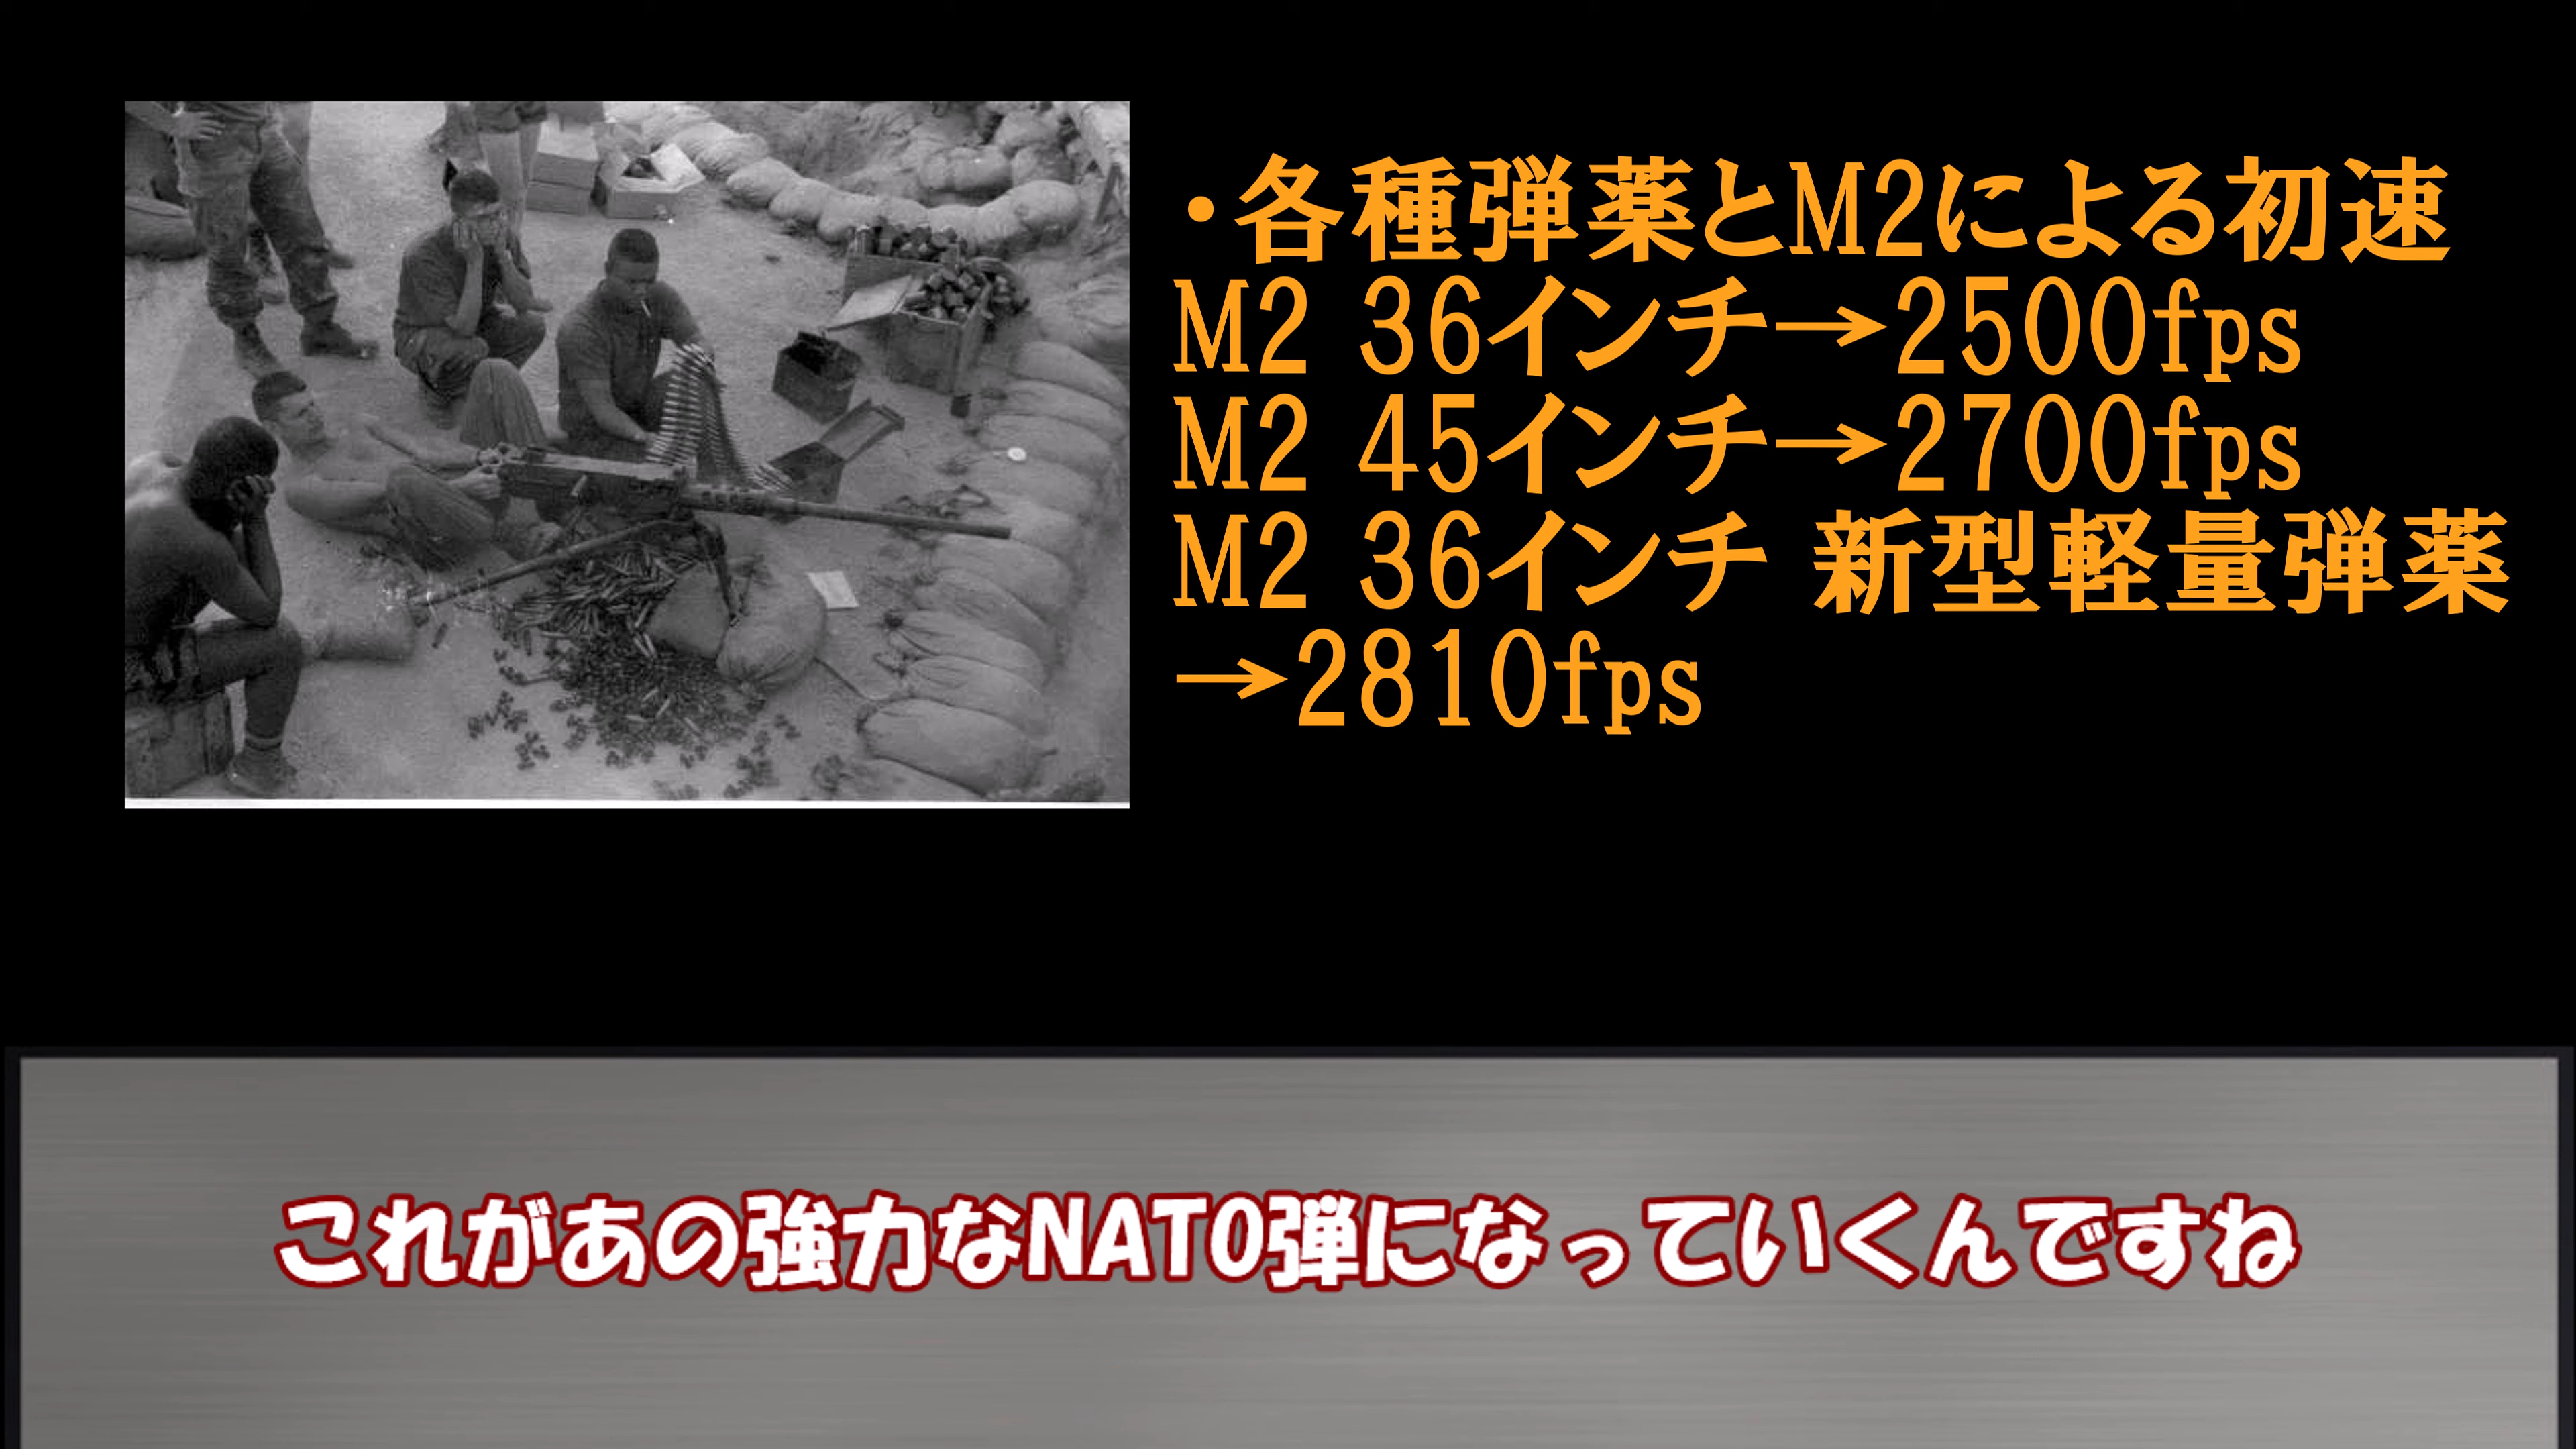 ・各種弾薬とM2による初速
M2 36インチ→2500fps
M2 45インチ→2700fps
M2 36インチ 新型軽量弾薬
→2810fps
これがあの強力なNATO弾になっていくんですね